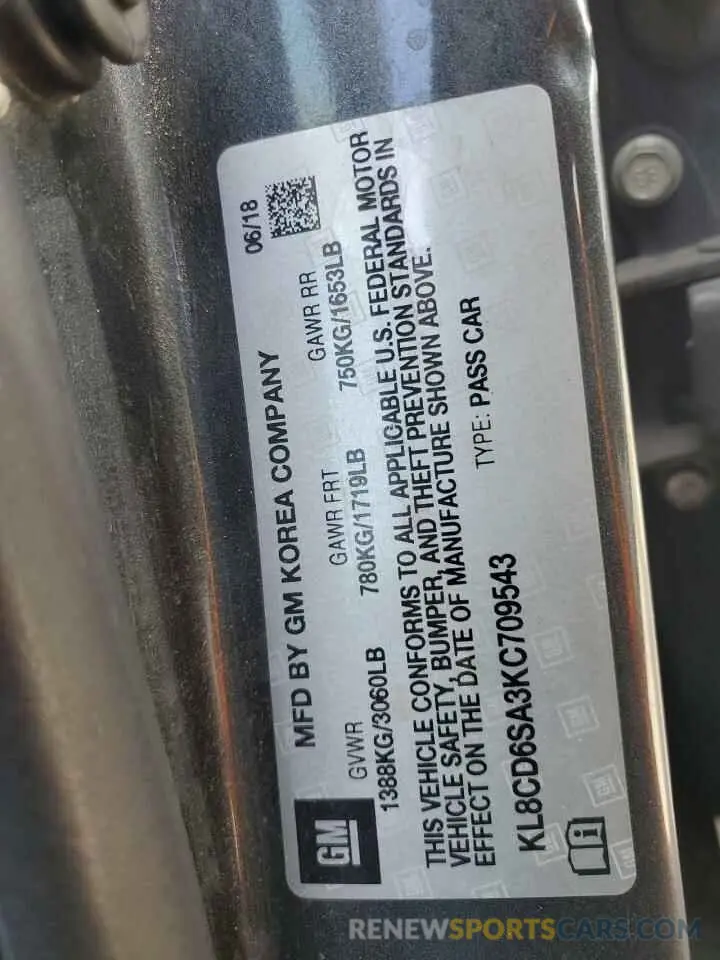 MFD BY GM KOREA COMPANY
06/18
GM
GVWR
GAWR FRT
GAWR RR
1388KG/3060LB
780KG/1719LB
750KG/1653LB
THIS VEHICLE CONFORMS TO ALL APPLICABLE U.S. FEDERAL MOTOR
VEHICLE SAFETY, BUMPER, AND THEFT PREVENTION STANDARDS IN
EFFECT ON THE DATE OF MANUFACTURE SHOWN ABOVE.
KL8CD6SA3KC709543
TYPE: PASS CAR
RENEWSPORTSCARS.COM